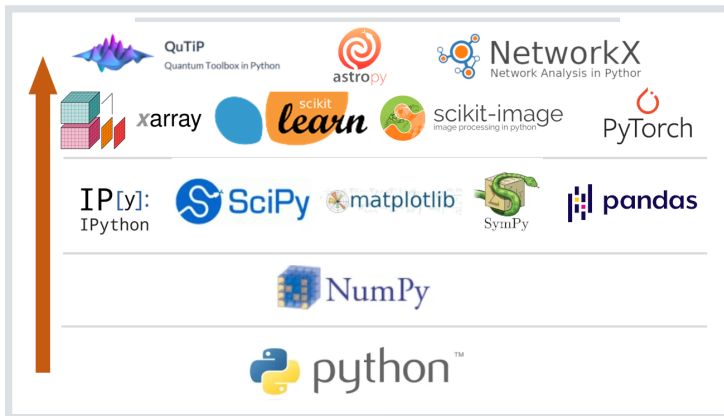 QuTiP
Quantum Toolbox in Python
astropy
NetworkX
Network Analysis in Python
xarray
scikit
learn
scikit-image
image processing in python
PyTorch
IP[y]:
IPython
SciPy
matplotlib
SymPy
pandas
NumPy
python™